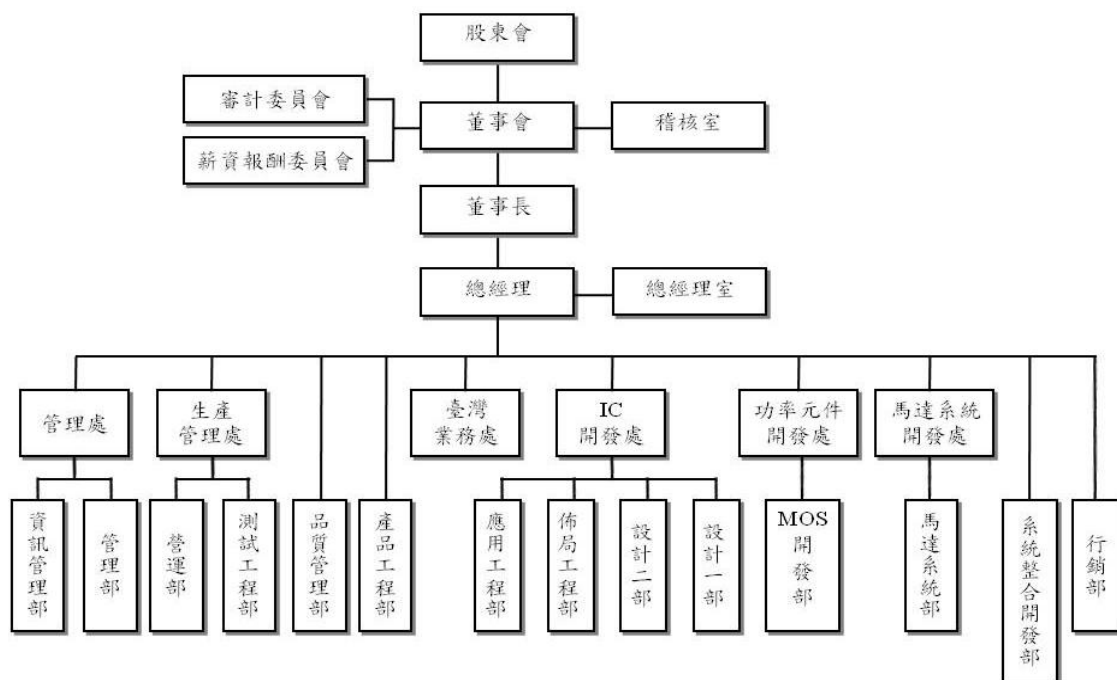 股東會
審計委員會
董事會
稽核室
薪資報酬委員會
董事長
總經理
總經理室
管理處
生產
管理處
臺灣
業務處
IC
開發處
功率元件
開發處
馬達系統
開發處
資訊管理部
管理部
營運部
測試工程部
品質管理部
產品工程部
應用工程部
佈局工程部
設計二部
設計一部
MOS
開發部
馬達系統部
系統整合開發部
行銷部